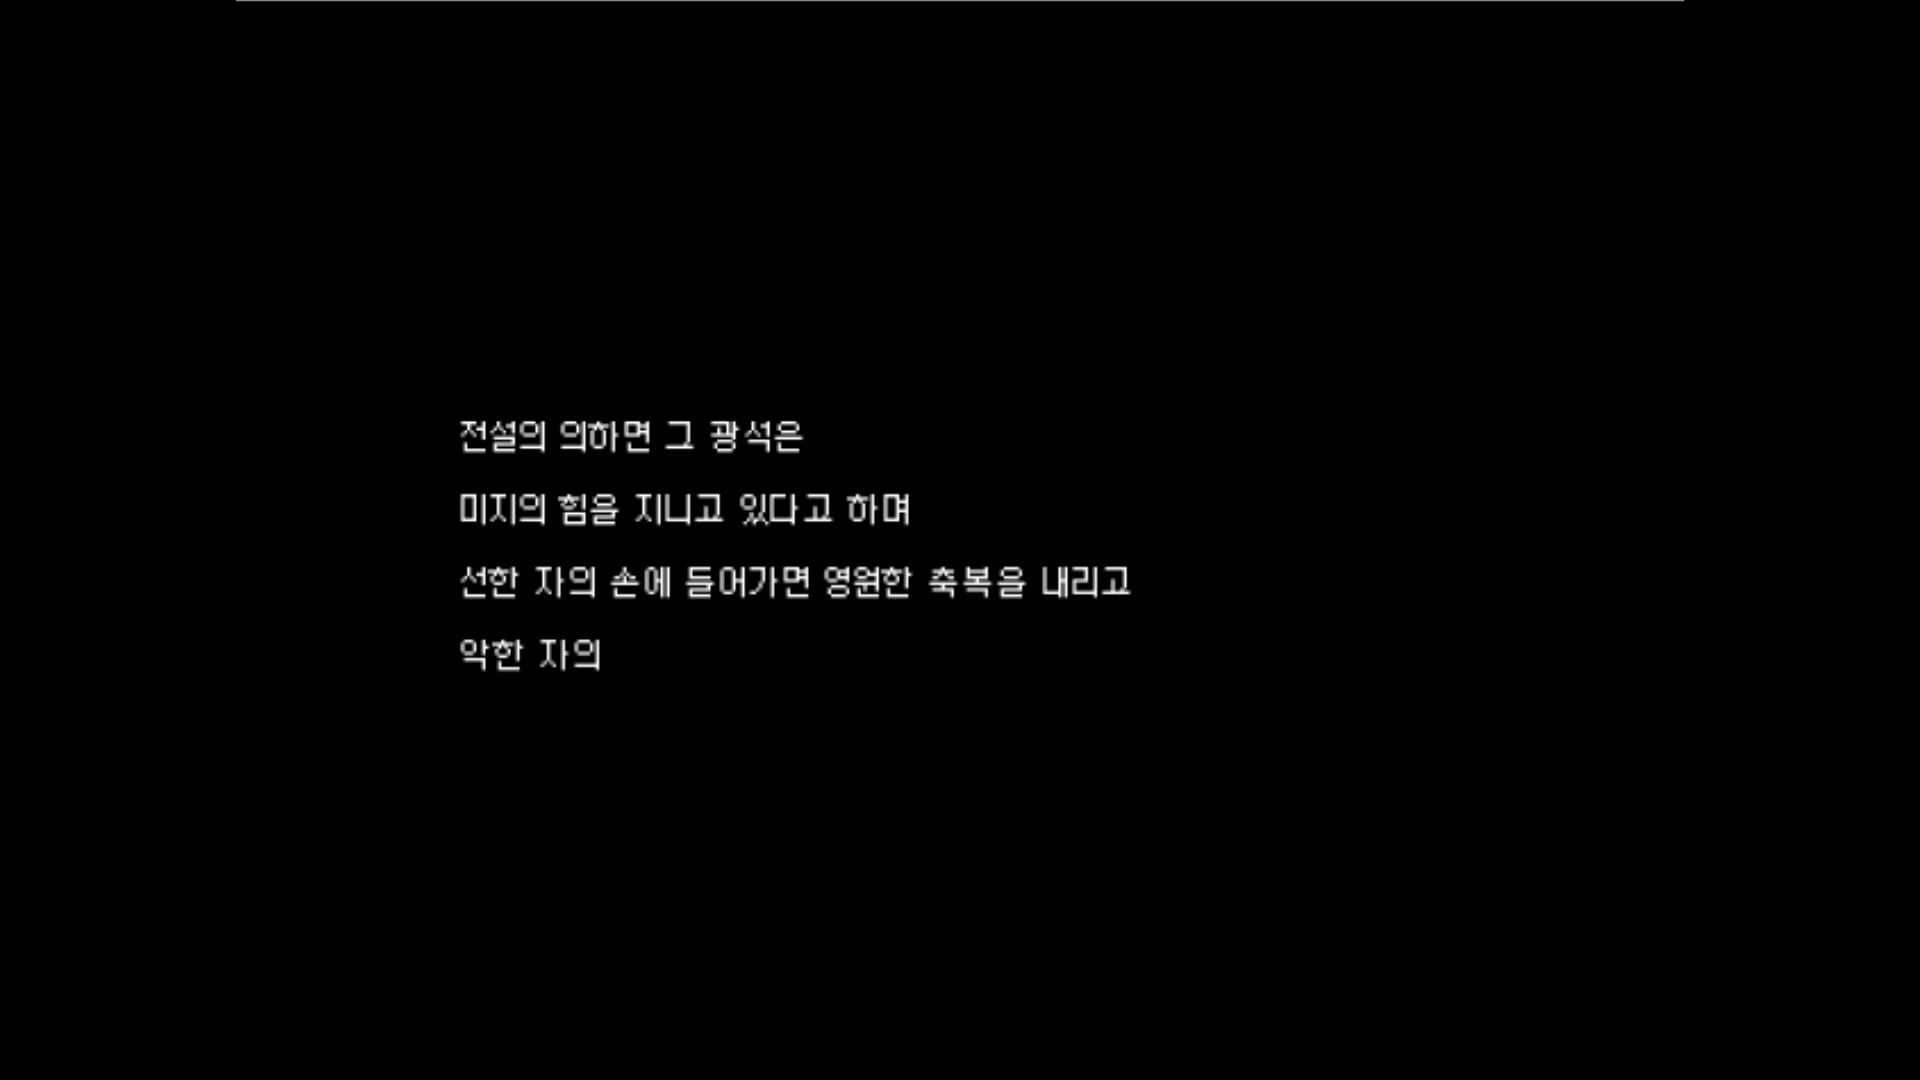 전설의 의하면 그 광석은
미지의 힘을 지니고 있다고 하며
선한 자의 손에 들어가면 영원한 축복을 내리고
악한 자의